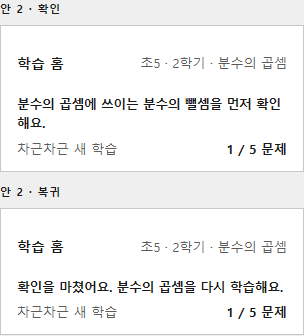 안 2 · 확인
학습 홈
초5 · 2학기 · 분수의 곱셈
분수의 곱셈에 쓰이는 분수의 뺄셈을 먼저 확인
해요.
차근차근 새 학습
1 / 5 문제
안 2 · 복귀
학습 홈
초5 · 2학기 · 분수의 곱셈
확인을 마쳤어요. 분수의 곱셈을 다시 학습해요.
차근차근 새 학습
1 / 5 문제